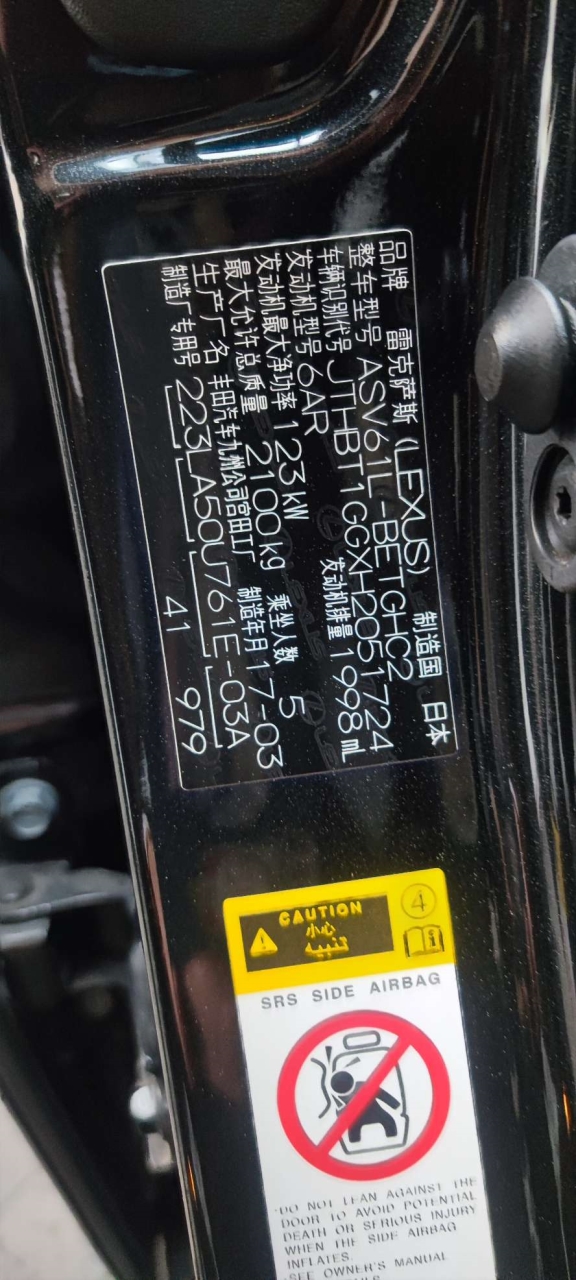 品牌 雷克萨斯 (LEXUS) 制造国 日本
整车型号 ASV61L-BETGHC2
车辆识别代号 JTHBT1GGXH2051724
发动机型号 6AR 发动机排量 1998 ml
发动机最大净功率 123 kW
最大允许总质量 2100 kg 乘坐人数 5
生产厂名 丰田汽车九州公司宫田工厂 制造年月 17-03
制造厂专用号 223LA50U761E-03A
41 979
CAUTION
小心
تنبيه
4
SRS SIDE AIRBAG
·DO NOT LEAN AGAINST THE
DOOR TO AVOID POTENTIAL
DEATH OR SERIOUS INJURY
WHEN THE SIDE AIRBAG
INFLATES.
·SEE OWNER'S MANUAL